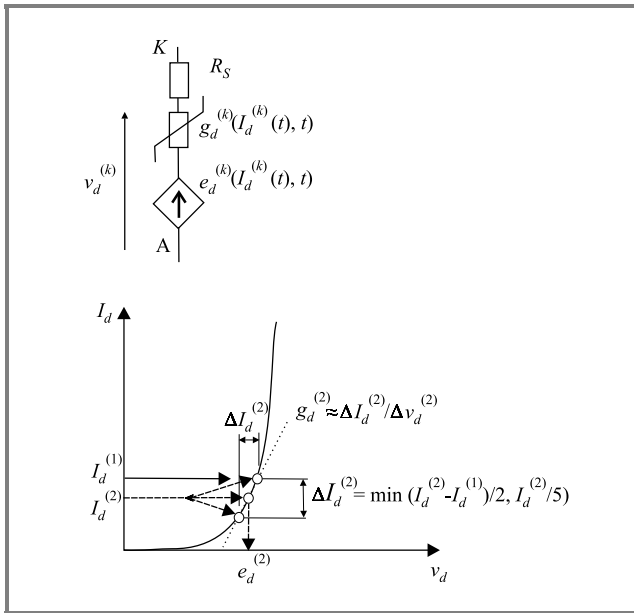 K
R_S
g_d^(k)(I_d^(k)(t), t)
v_d^(k)
e_d^(k)(I_d^(k)(t), t)
A
I_d
g_d^(2)≈ΔI_d^(2)/Δv_d^(2)
ΔI_d^(2)
I_d^(1)
I_d^(2)
ΔI_d^(2) = min (I_d^(2)-I_d^(1))/2, I_d^(2)/5)
e_d^(2)
v_d